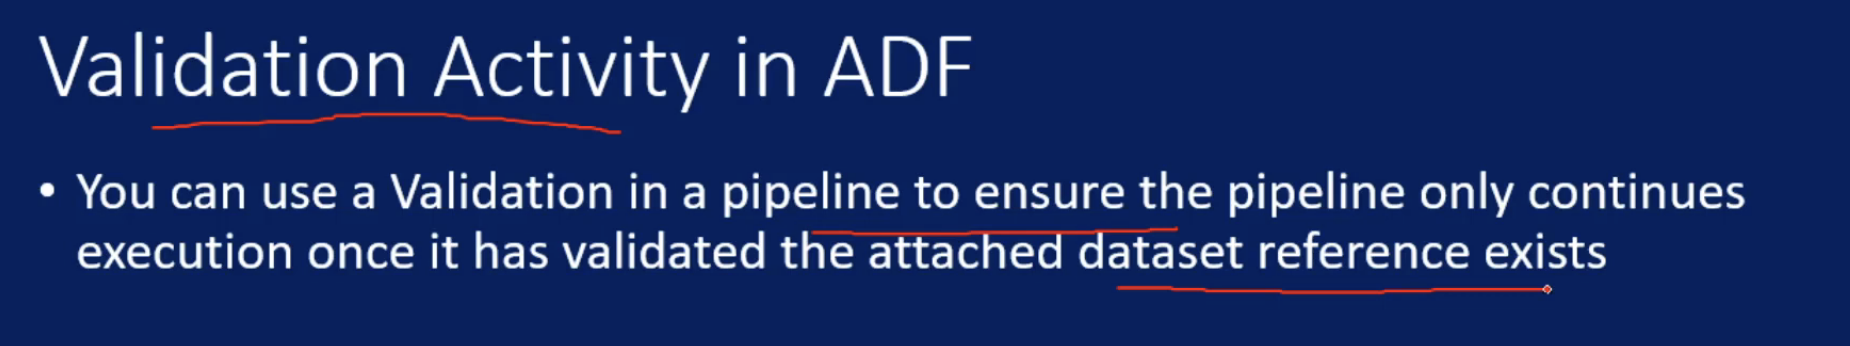 Validation Activity in ADF
• You can use a Validation in a pipeline to ensure the pipeline only continues
execution once it has validated the attached dataset reference exists